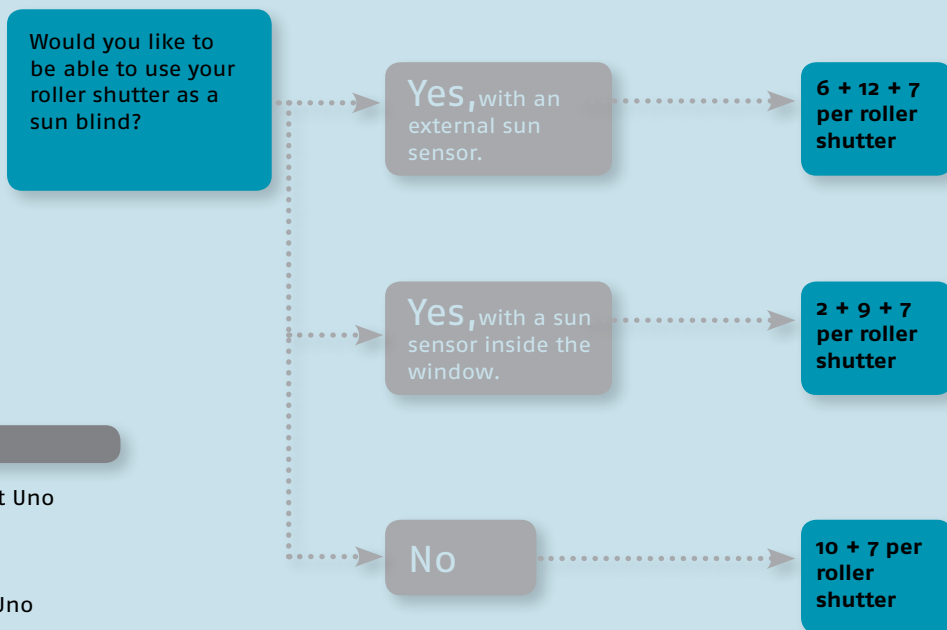 Would you like to
be able to use your
roller shutter as a
sun blind?
Yes, with an
external sun
sensor.
6 + 12 + 7
per roller
shutter
Yes, with a sun
sensor inside the
window.
2 + 9 + 7
per roller
shutter
t Uno
No
10 + 7 per
roller
shutter
Uno